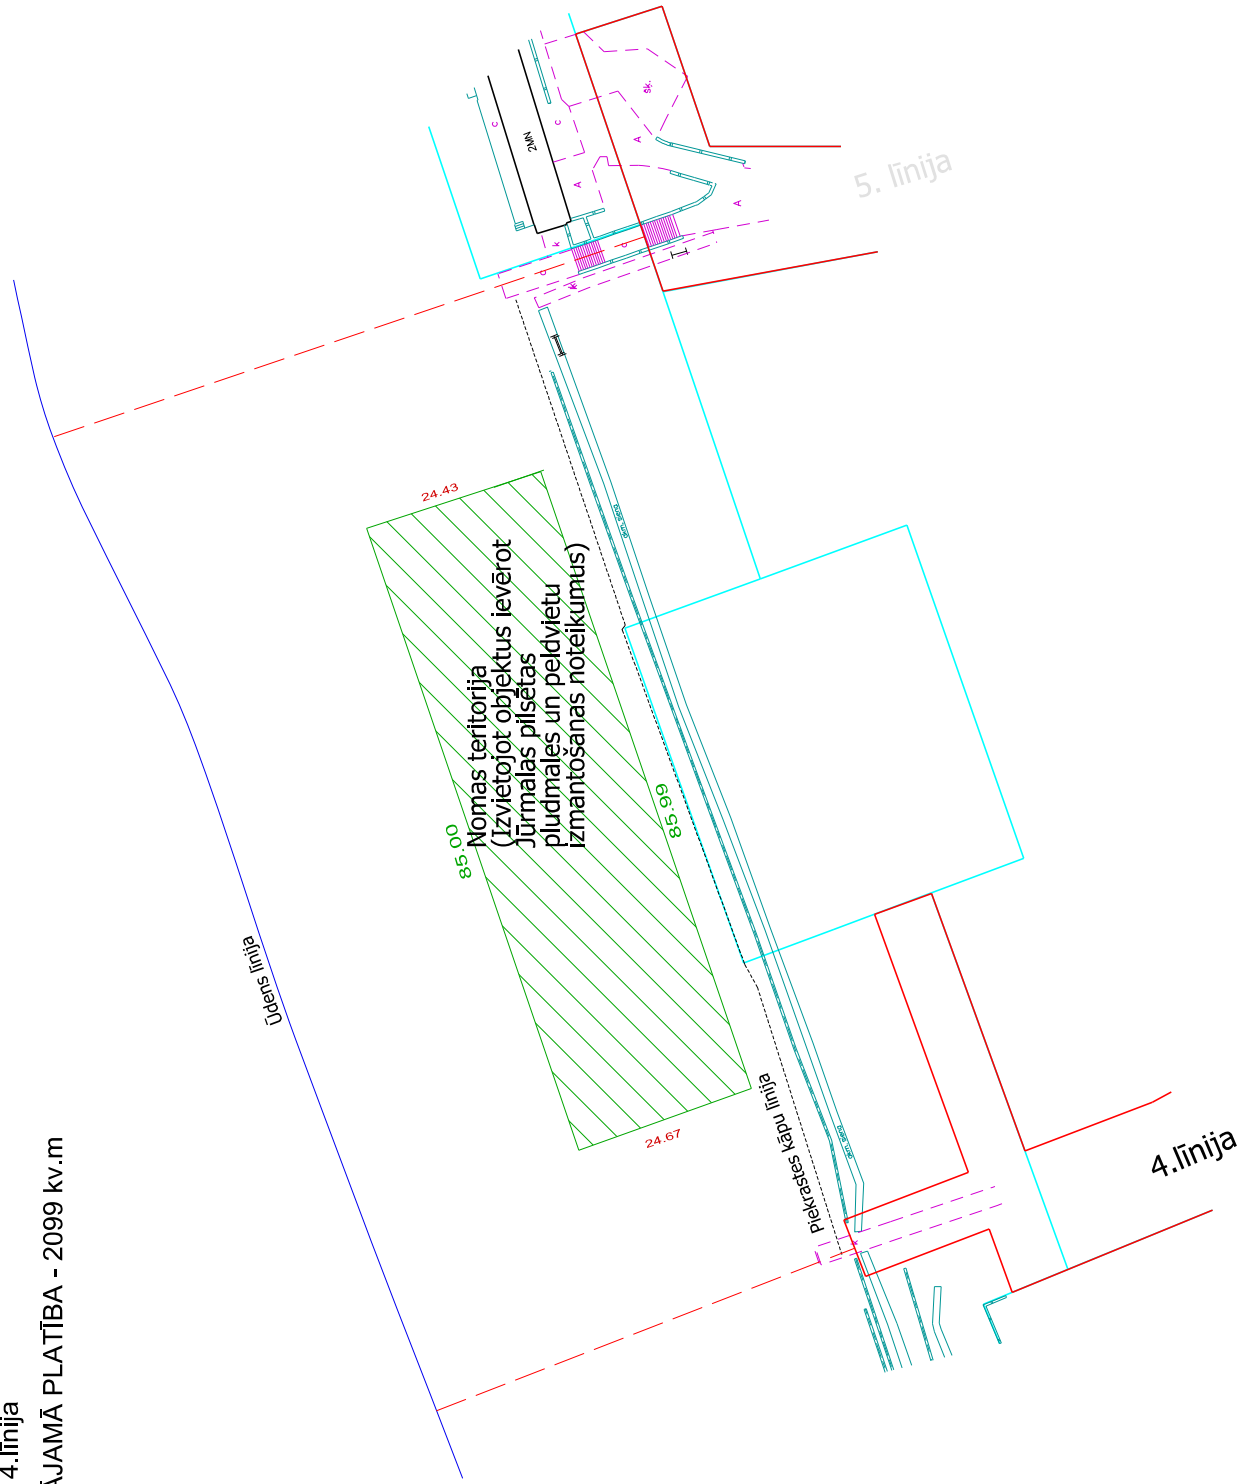 4.līnija
ĀJAMĀ PLATĪBA - 2099 kv.m
Ūdens līnija
24.43
85.00
Nomas teritorija
(Izvietojot objektus ievērot
Jūrmalas pilsētas
pludmales un peldvietu
izmantošanas noteikumus)
85.99
24.67
Piekrastes kāpu līnija
5. līnija
4.līnija
2MN
c
c
A
A
A
šķ.
k
c
c
k
k